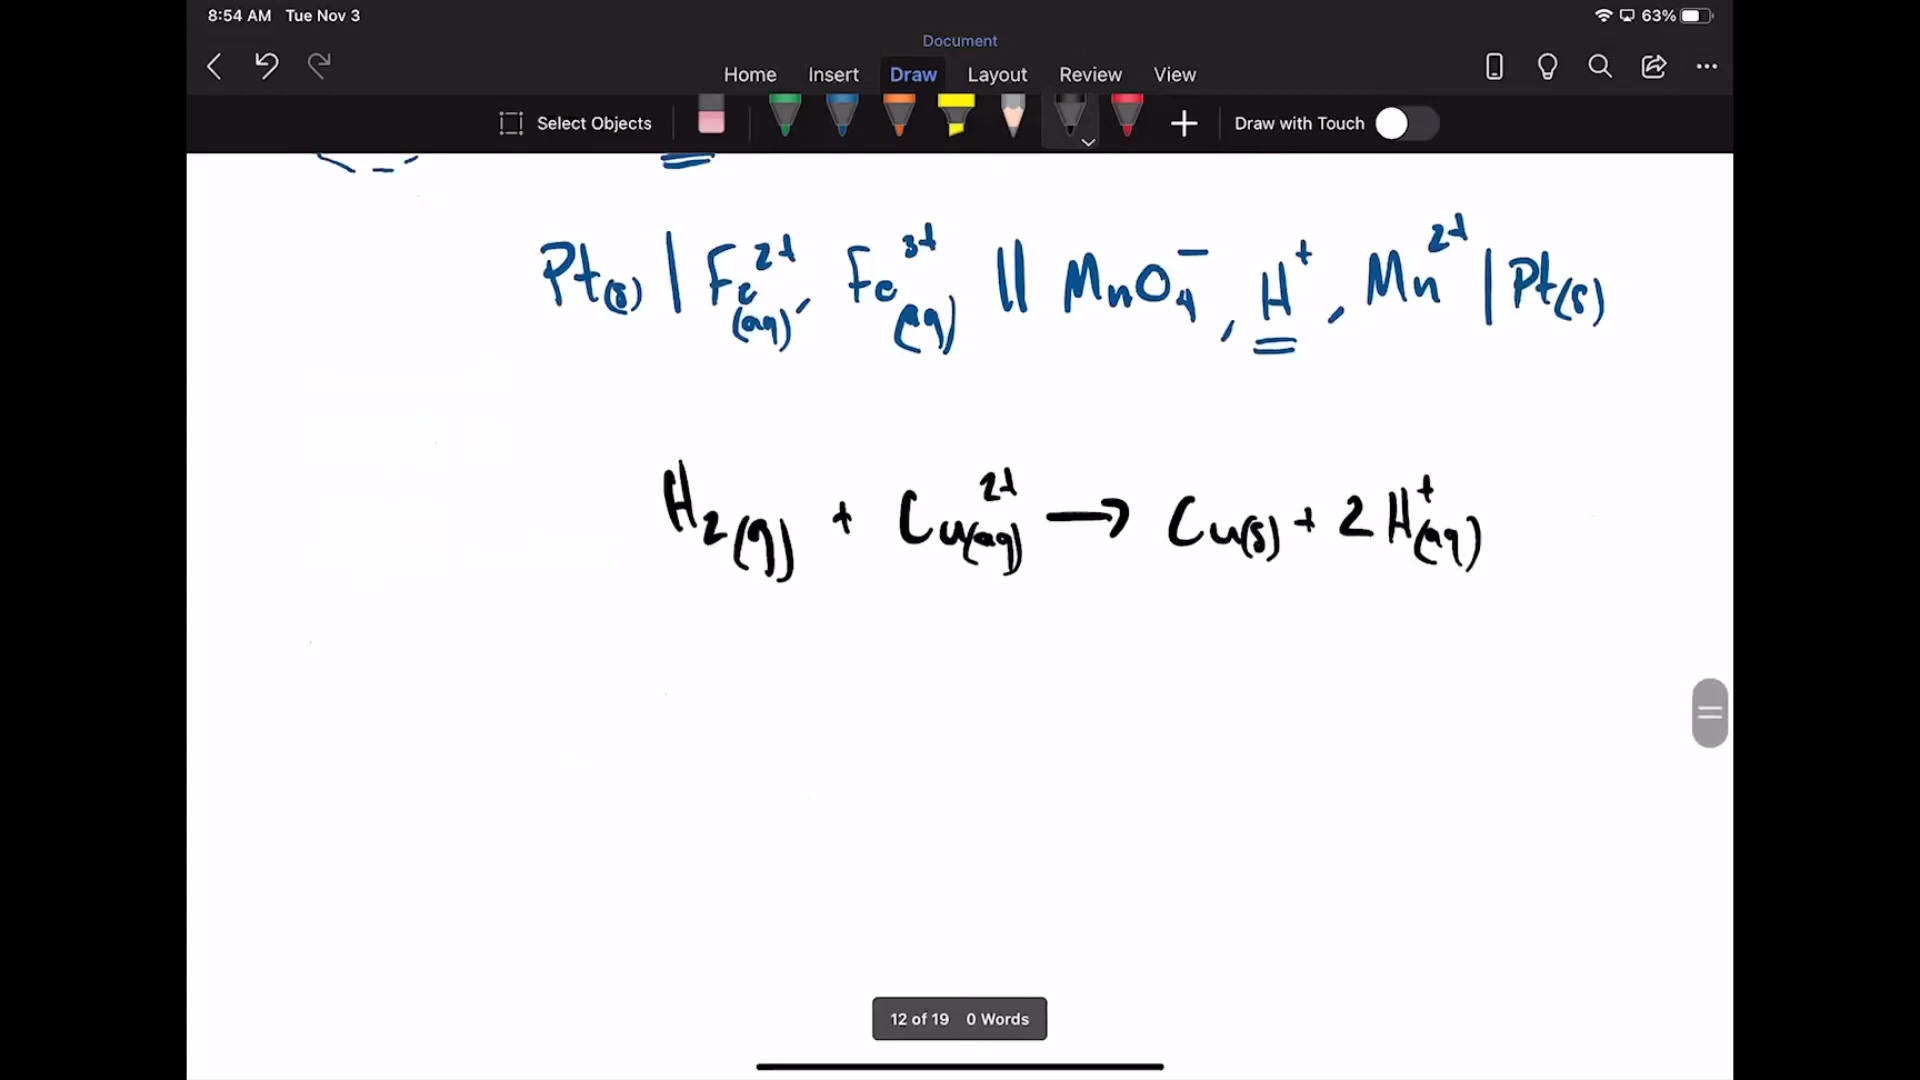 8:54 AM Tue Nov 3
63%
Document
Home Insert Draw Layout Review View
Select Objects
Draw with Touch
Pt(s) | Fe²⁺(aq), Fe³⁺(aq) || MnO₄⁻, H⁺, Mn²⁺ | Pt(s)
H₂(g) + Cu²⁺(aq) → Cu(s) + 2 H⁺(aq)
12 of 19 0 Words